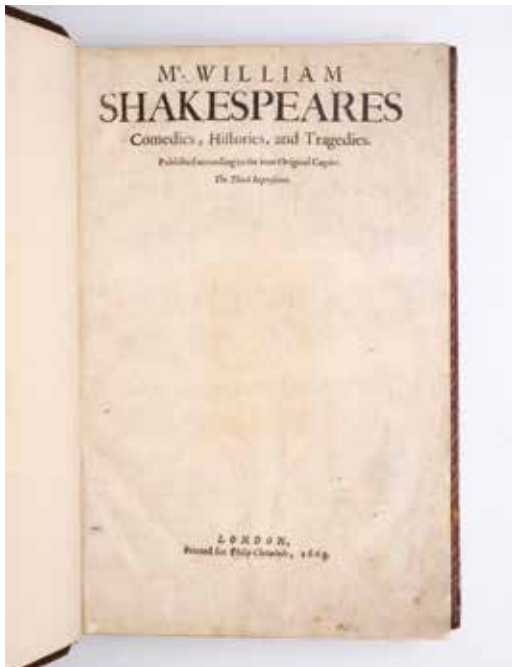 Mr. WILLIAM
SHAKESPEARES
Comedies, Histories, and Tragedies.
Published according to the true Original Copies.
The Third Impression.
LONDON,
Printed for Philip Chetwinde, 1663.